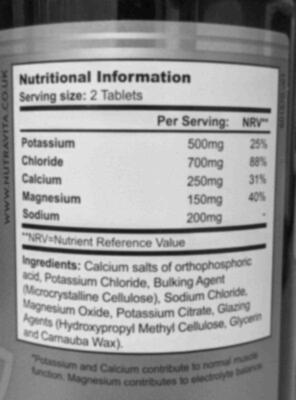 Nutritional Information
Serving size: 2 Tablets
Per Serving: NRV**
Potassium 500mg 25%
Chloride 700mg 88%
Calcium 250mg 31%
Magnesium 150mg 40%
Sodium 200mg -
**NRV=Nutrient Reference Value
Ingredients: Calcium salts of orthophosphoric
acid, Potassium Chloride, Bulking Agent
(Microcrystalline Cellulose), Sodium Chloride,
Magnesium Oxide, Potassium Citrate, Glazing
Agents (Hydroxypropyl Methyl Cellulose, Glycerin
and Carnauba Wax).
*Potassium and Calcium contribute to normal muscle
function. Magnesium contributes to electrolyte balance
WWW.NUTRAVITA.CO.UK